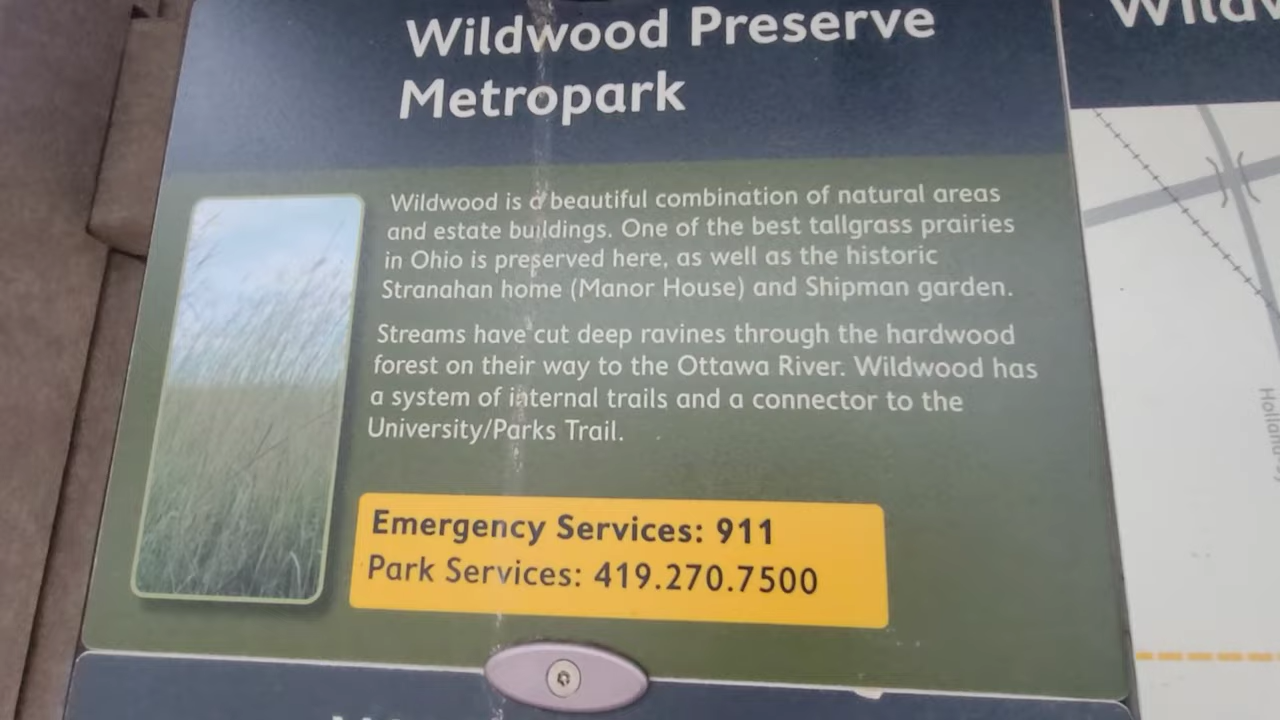 Wildwood Preserve
Metropark
Wildwood is a beautiful combination of natural areas
and estate buildings. One of the best tallgrass prairies
in Ohio is preserved here, as well as the historic
Stranahan home (Manor House) and Shipman garden.
Streams have cut deep ravines through the hardwood
forest on their way to the Ottawa River. Wildwood has
a system of internal trails and a connector to the
University/Parks Trail.
Emergency Services: 911
Park Services: 419.270.7500
Holland